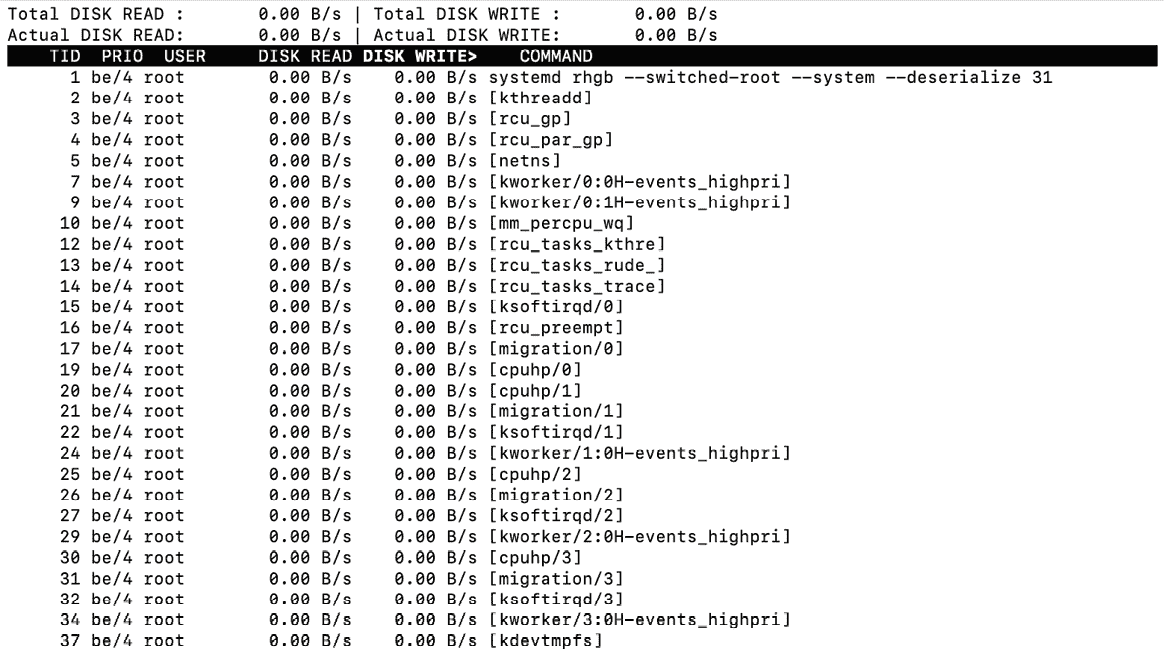 Total DISK READ :       0.00 B/s | Total DISK WRITE :       0.00 B/s
Actual DISK READ:       0.00 B/s | Actual DISK WRITE:       0.00 B/s
    TID  PRIO  USER     DISK READ DISK WRITE>    COMMAND
      1 be/4 root        0.00 B/s    0.00 B/s systemd rhgb --switched-root --system --deserialize 31
      2 be/4 root        0.00 B/s    0.00 B/s [kthreadd]
      3 be/4 root        0.00 B/s    0.00 B/s [rcu_gp]
      4 be/4 root        0.00 B/s    0.00 B/s [rcu_par_gp]
      5 be/4 root        0.00 B/s    0.00 B/s [netns]
      7 be/4 root        0.00 B/s    0.00 B/s [kworker/0:0H-events_highpri]
      9 be/4 root        0.00 B/s    0.00 B/s [kworker/0:1H-events_highpri]
     10 be/4 root        0.00 B/s    0.00 B/s [mm_percpu_wq]
     12 be/4 root        0.00 B/s    0.00 B/s [rcu_tasks_kthre]
     13 be/4 root        0.00 B/s    0.00 B/s [rcu_tasks_rude_]
     14 be/4 root        0.00 B/s    0.00 B/s [rcu_tasks_trace]
     15 be/4 root        0.00 B/s    0.00 B/s [ksoftirqd/0]
     16 be/4 root        0.00 B/s    0.00 B/s [rcu_preempt]
     17 be/4 root        0.00 B/s    0.00 B/s [migration/0]
     19 be/4 root        0.00 B/s    0.00 B/s [cpuhp/0]
     20 be/4 root        0.00 B/s    0.00 B/s [cpuhp/1]
     21 be/4 root        0.00 B/s    0.00 B/s [migration/1]
     22 be/4 root        0.00 B/s    0.00 B/s [ksoftirqd/1]
     24 be/4 root        0.00 B/s    0.00 B/s [kworker/1:0H-events_highpri]
     25 be/4 root        0.00 B/s    0.00 B/s [cpuhp/2]
     26 be/4 root        0.00 B/s    0.00 B/s [migration/2]
     27 be/4 root        0.00 B/s    0.00 B/s [ksoftirqd/2]
     29 be/4 root        0.00 B/s    0.00 B/s [kworker/2:0H-events_highpri]
     30 be/4 root        0.00 B/s    0.00 B/s [cpuhp/3]
     31 be/4 root        0.00 B/s    0.00 B/s [migration/3]
     32 be/4 root        0.00 B/s    0.00 B/s [ksoftirqd/3]
     34 be/4 root        0.00 B/s    0.00 B/s [kworker/3:0H-events_highpri]
     37 be/4 root        0.00 B/s    0.00 B/s [kdevtmpfs]